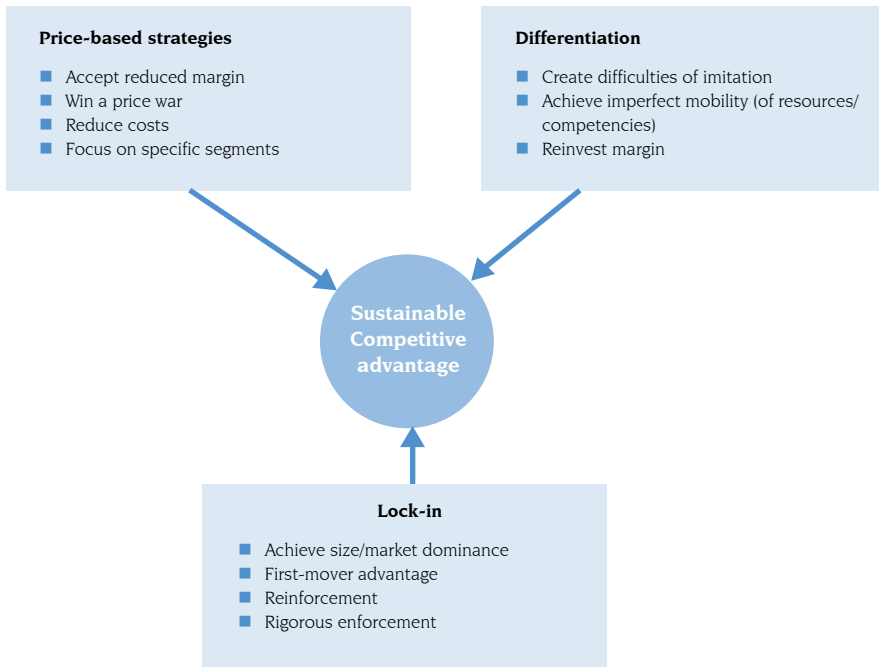 Price-based strategies
Accept reduced margin
Win a price war
Reduce costs
Focus on specific segments
Differentiation
Create difficulties of imitation
Achieve imperfect mobility (of resources/
competencies)
Reinvest margin
Sustainable
Competitive
advantage
Lock-in
Achieve size/market dominance
First-mover advantage
Reinforcement
Rigorous enforcement